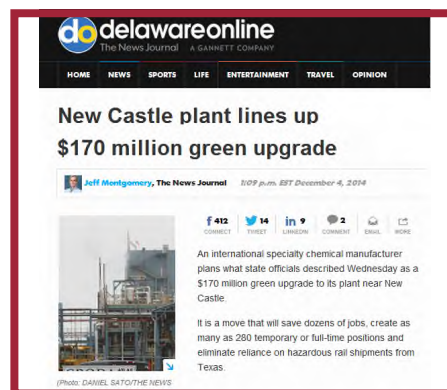 do delawareonline
The News Journal A GANNETT COMPANY
HOME NEWS SPORTS LIFE ENTERTAINMENT TRAVEL OPINION
New Castle plant lines up
$170 million green upgrade
Jeff Montgomery, The News Journal 1:09 p.m. EST December 4, 2014
f 412 14 in 9 2
CONNECT TWEET LINKEDIN COMMENT EMAIL MORE
An international specialty chemical manufacturer
plans what state officials described Wednesday as a
$170 million green upgrade to its plant near New
Castle.
It is a move that will save dozens of jobs, create as
many as 280 temporary or full-time positions and
eliminate reliance on hazardous rail shipments from
Texas.
CRODA
(Photo: DANIEL SATO/THE NEWS